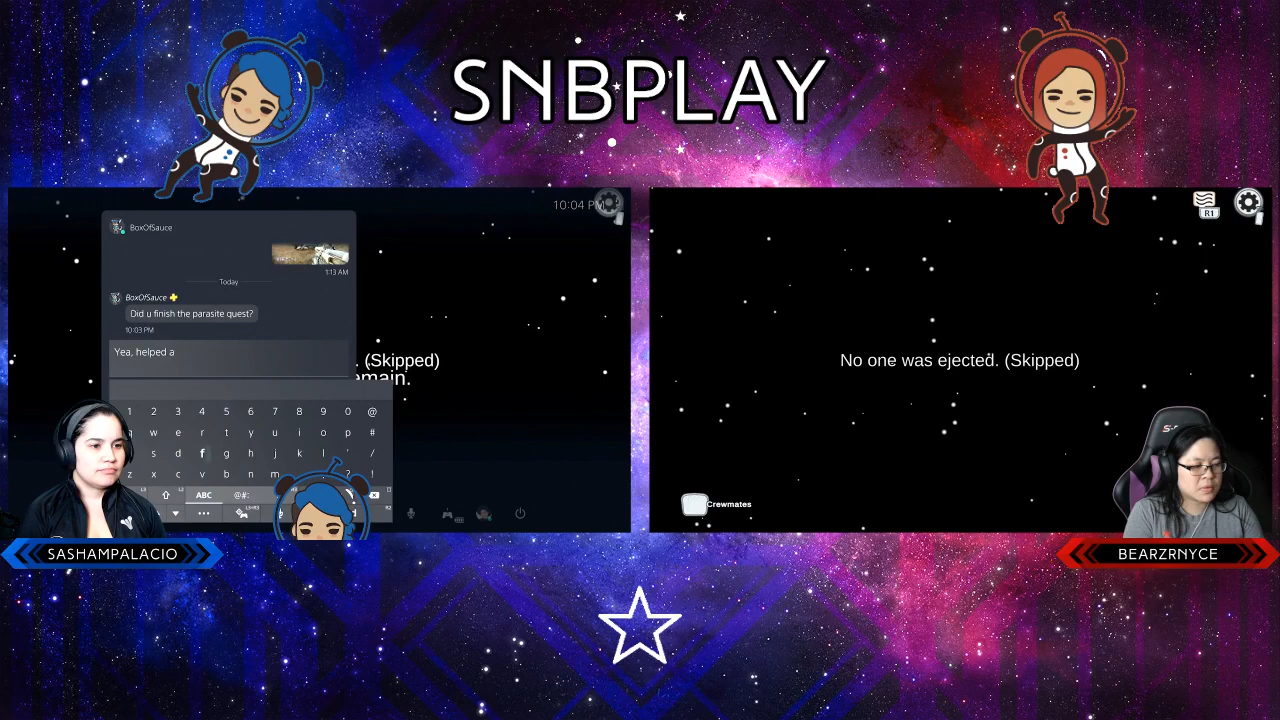 SNBPLAY
10:04 PM
BoxOfSauce
1:13 AM
Today
BoxOfSauce
Did u finish the parasite quest?
10:03 PM
Yea, helped a
. (Skipped)
emain.
1 2 3 4 5 6 7 8 9 0 @
w e r t y u i o p #
s d f g h j k l /
z x c v b n m ? !
ABC @#:
R1
No one was ejected. (Skipped)
Crewmates
SASHAMPALACIO
BEARZRNYCE